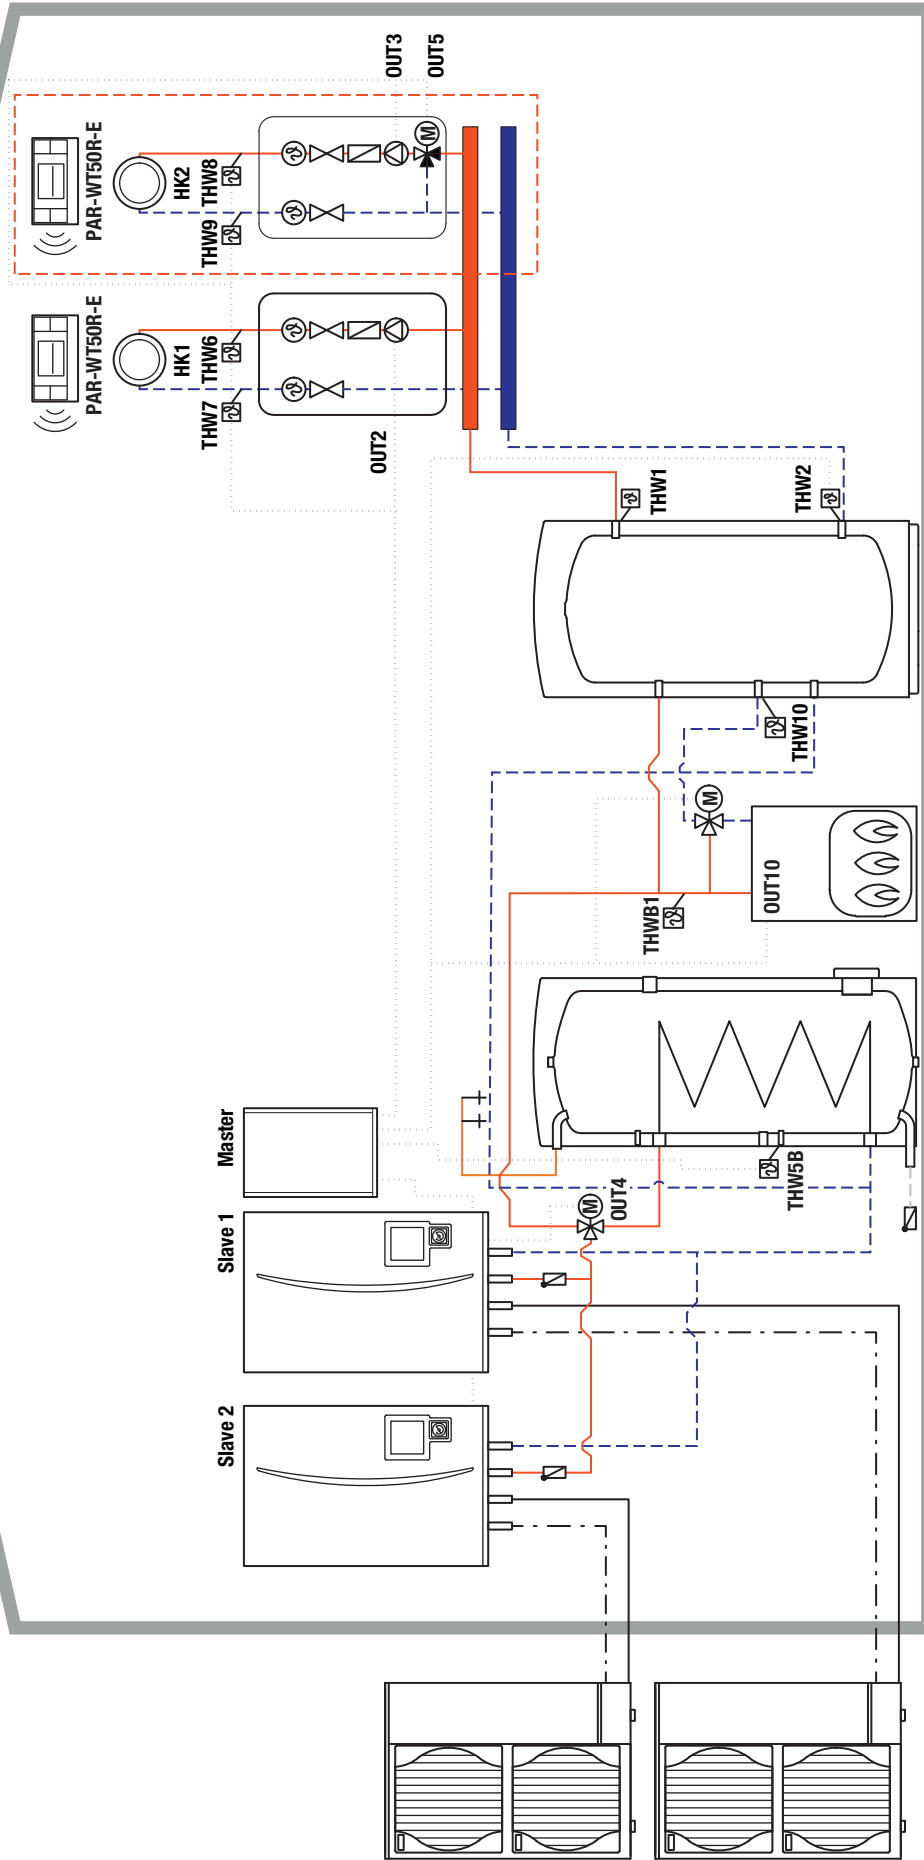 Slave 2
Slave 1
Master
M
OUT4
THW5B
THWB1
OUT10
M
THW10
THW1
THW2
OUT2
PAR-WT50R-E
HK1
THW6
THW7
PAR-WT50R-E
HK2
THW8
THW9
OUT3
OUT5
M